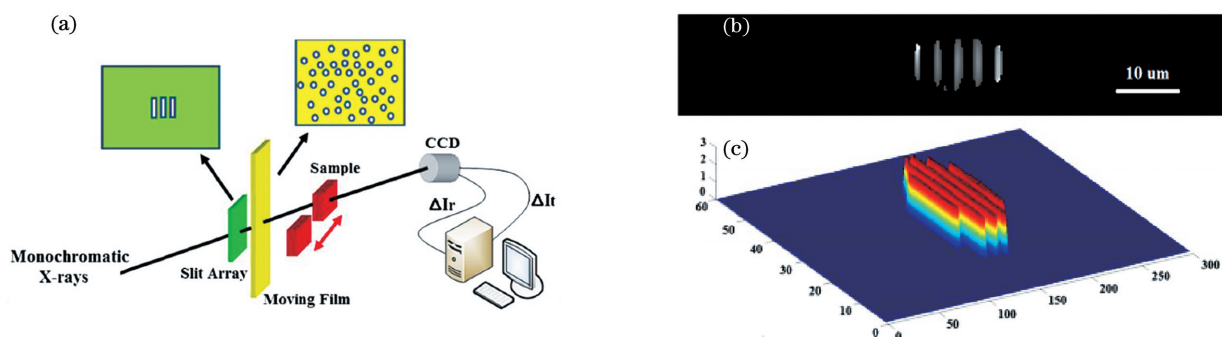 (a)
CCD
Sample
ΔIr
ΔIt
Monochromatic
X-rays
Slit Array
Moving Film
(b)
10 um
(c)
3
2
1
0
60
50
40
30
20
10
0
0
50
100
150
200
250
300